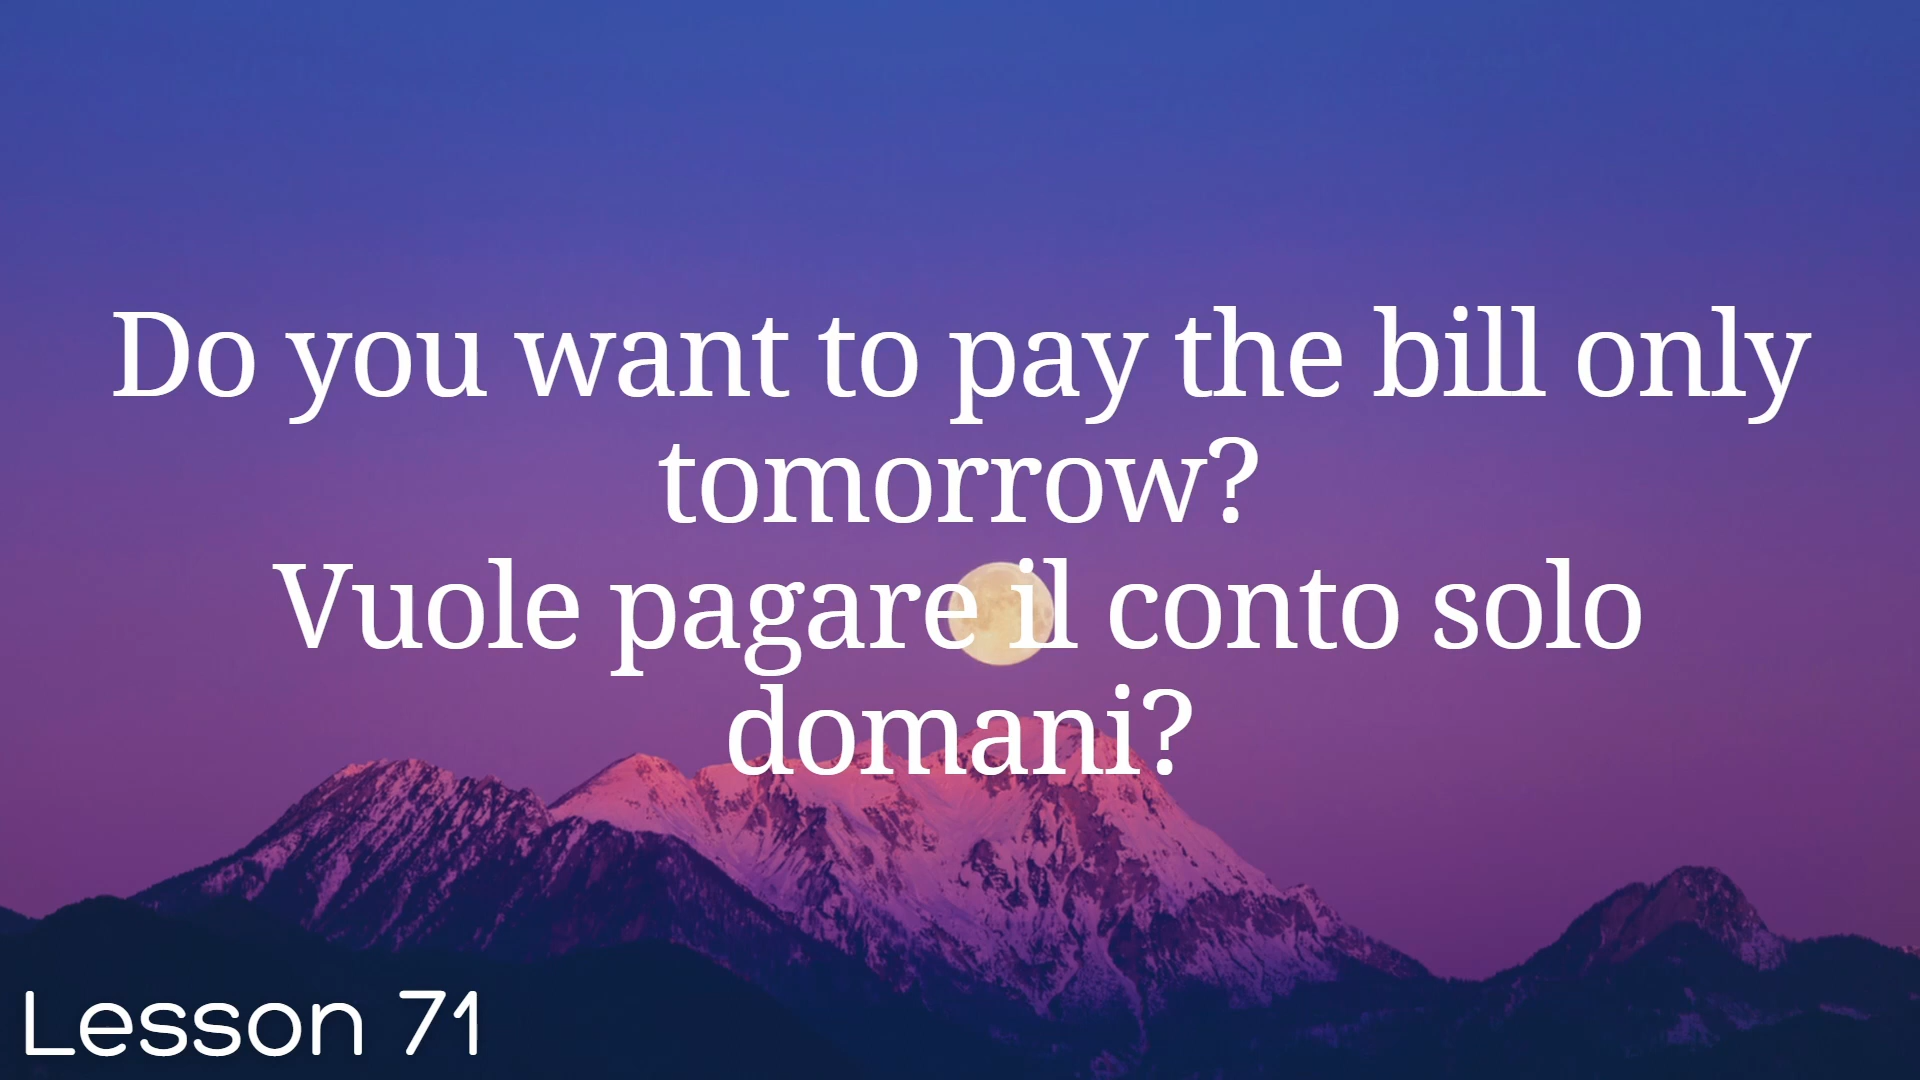 Do you want to pay the bill only
tomorrow?
Vuole pagare il conto solo
domani?
Lesson 71